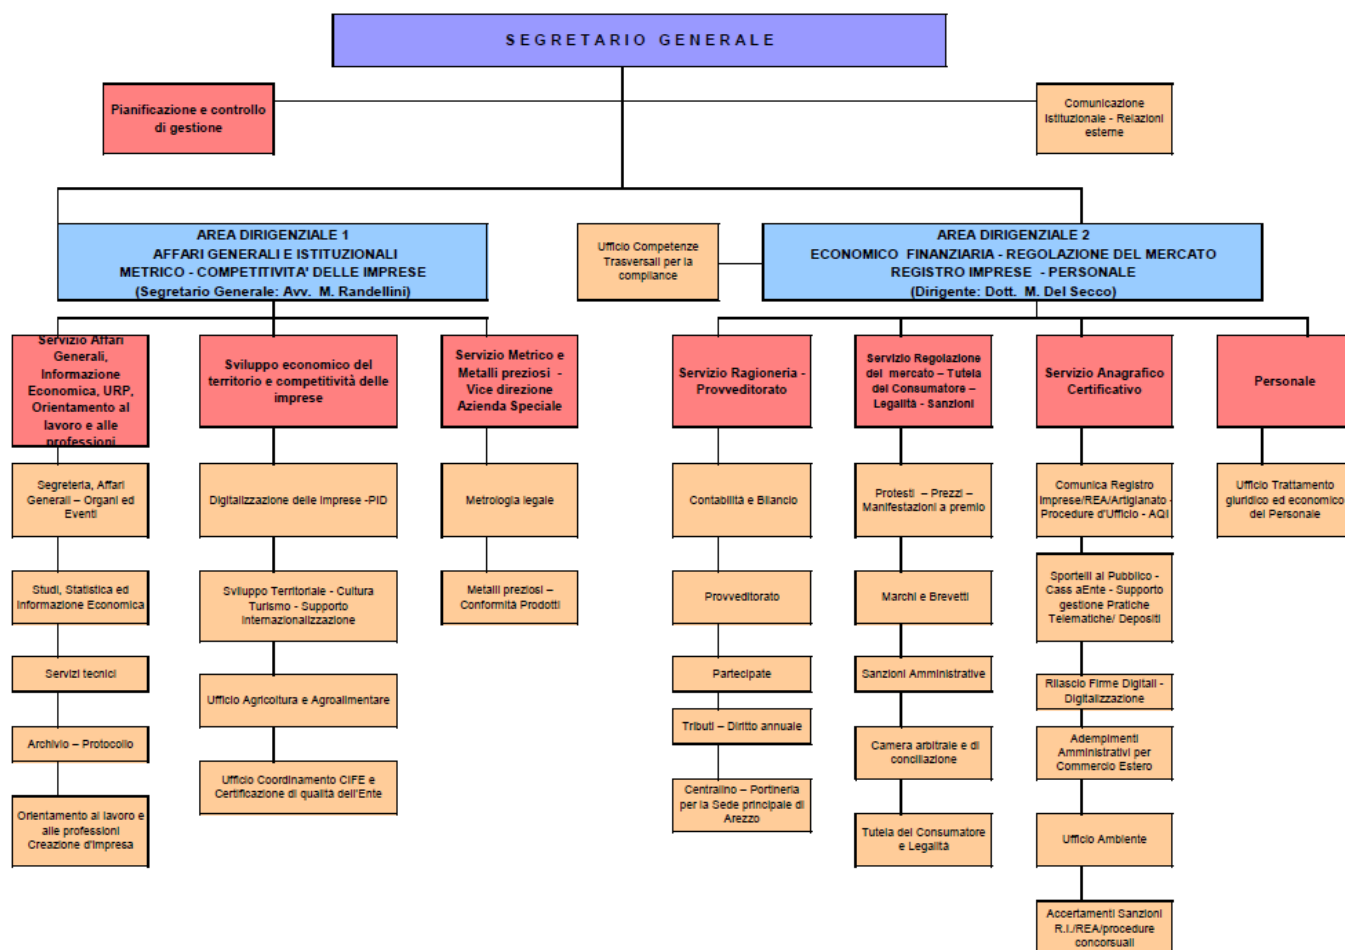 SEGRETARIO GENERALE
Pianificazione e controllo
di gestione
Comunicazione
Istituzionale - Relazioni
esterne
AREA DIRIGENZIALE 1
AFFARI GENERALI E ISTITUZIONALI
METRICO - COMPETITIVITA' DELLE IMPRESE
(Segretario Generale: Avv. M. Randellini)
Ufficio Competenze
Trasversali per la
compliance
AREA DIRIGENZIALE 2
ECONOMICO FINANZIARIA - REGOLAZIONE DEL MERCATO
REGISTRO IMPRESE - PERSONALE
(Dirigente: Dott. M. Del Secco)
Servizio Affari
Generali,
Informazione
Economica, URP,
Orientamento al
lavoro e alle
professioni
Sviluppo economico del
territorio e competitività delle
imprese
Servizio Metrico e
Metalli preziosi -
Vice direzione
Azienda Speciale
Servizio Ragioneria -
Provveditorato
Servizio Regolazione
del mercato – Tutela
del Consumatore –
Legalità - Sanzioni
Servizio Anagrafico
Certificativo
Personale
Segreteria, Affari
Generali – Organi ed
Eventi
Digitalizzazione delle Imprese -PID
Metrologia legale
Contabilità e Bilancio
Protesti – Prezzi –
Manifestazioni a premio
Comunica Registro
Imprese/REA/Artigianato -
Procedure d'Ufficio - AQI
Ufficio Trattamento
giuridico ed economico
del Personale
Studi, Statistica ed
Informazione Economica
Sviluppo Territoriale - Cultura
Turismo - Supporto
Internazionalizzazione
Metalli preziosi –
Conformità Prodotti
Provveditorato
Marchi e Brevetti
Sportelli al Pubblico -
Cass aEnte - Supporto
gestione Pratiche
Telematiche/ Depositi
Servizi tecnici
Ufficio Agricoltura e Agroalimentare
Partecipate
Sanzioni Amministrative
Rilascio Firme Digitali -
Digitalizzazione
Archivio – Protocollo
Ufficio Coordinamento CIFE e
Certificazione di qualità dell'Ente
Tributi – Diritto annuale
Camera arbitrale e di
conciliazione
Adempimenti
Amministrativi per
Commercio Estero
Orientamento al lavoro e
alle professioni
Creazione d'Impresa
Centralino – Portineria
per la Sede principale di
Arezzo
Tutela del Consumatore
e Legalità
Ufficio Ambiente
Accertamenti Sanzioni
R.I./REA/procedure
concorsuali